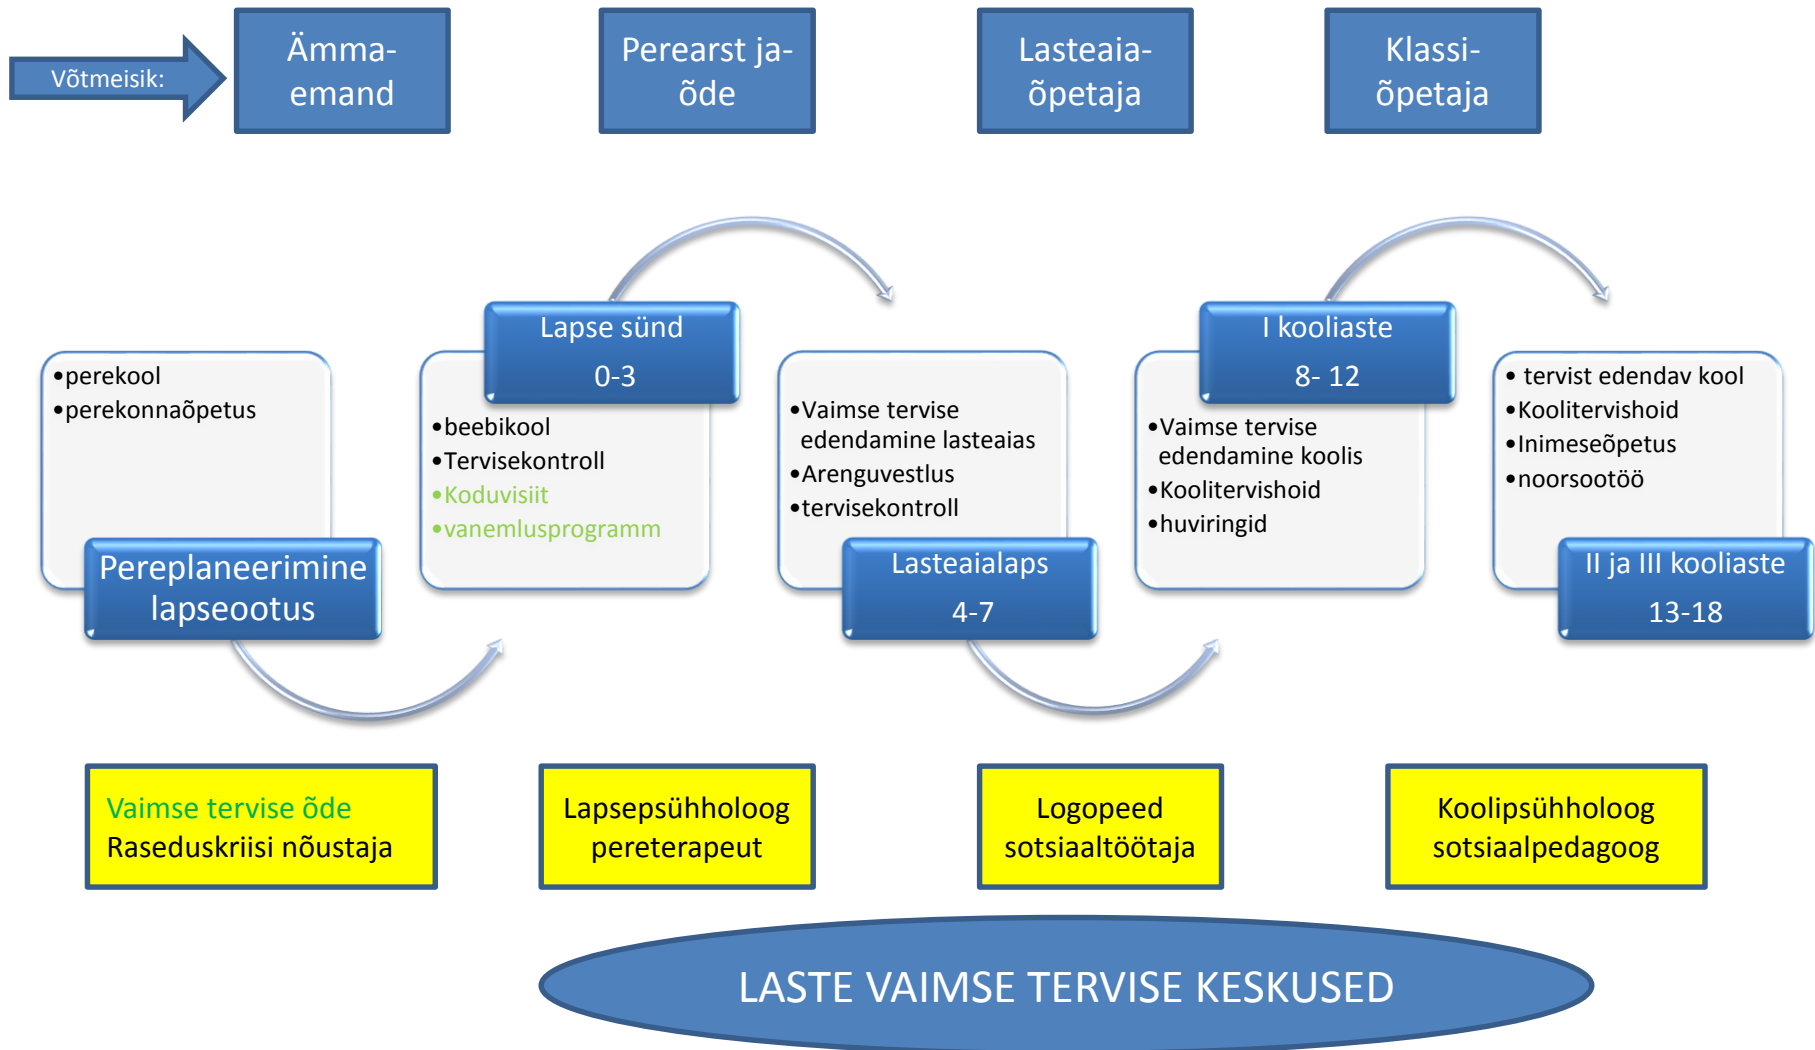 Võtmeisik:
Ämma-
emand
Perearst ja-
õde
Lasteaia-
õpetaja
Klassi-
õpetaja
•perekool
•perekonnaõpetus
Pereplaneerimine
lapseootus
Lapse sünd
0-3
•beebikool
•Tervisekontroll
•Koduvisiit
•vanemlusprogramm
•Vaimse tervise
edendamine lasteaias
•Arenguvestlus
•tervisekontroll
Lasteaialaps
4-7
I kooliaste
8- 12
•Vaimse tervise
edendamine koolis
•Koolitervishoid
•huviringid
• tervist edendav kool
•Koolitervishoid
•Inimeseõpetus
•noorsootöö
II ja III kooliaste
13-18
Vaimse tervise õde
Raseduskriisi nõustaja
Lapsepsühholoog
pereterapeut
Logopeed
sotsiaaltöötaja
Koolipsühholoog
sotsiaalpedagoog
LASTE VAIMSE TERVISE KESKUSED